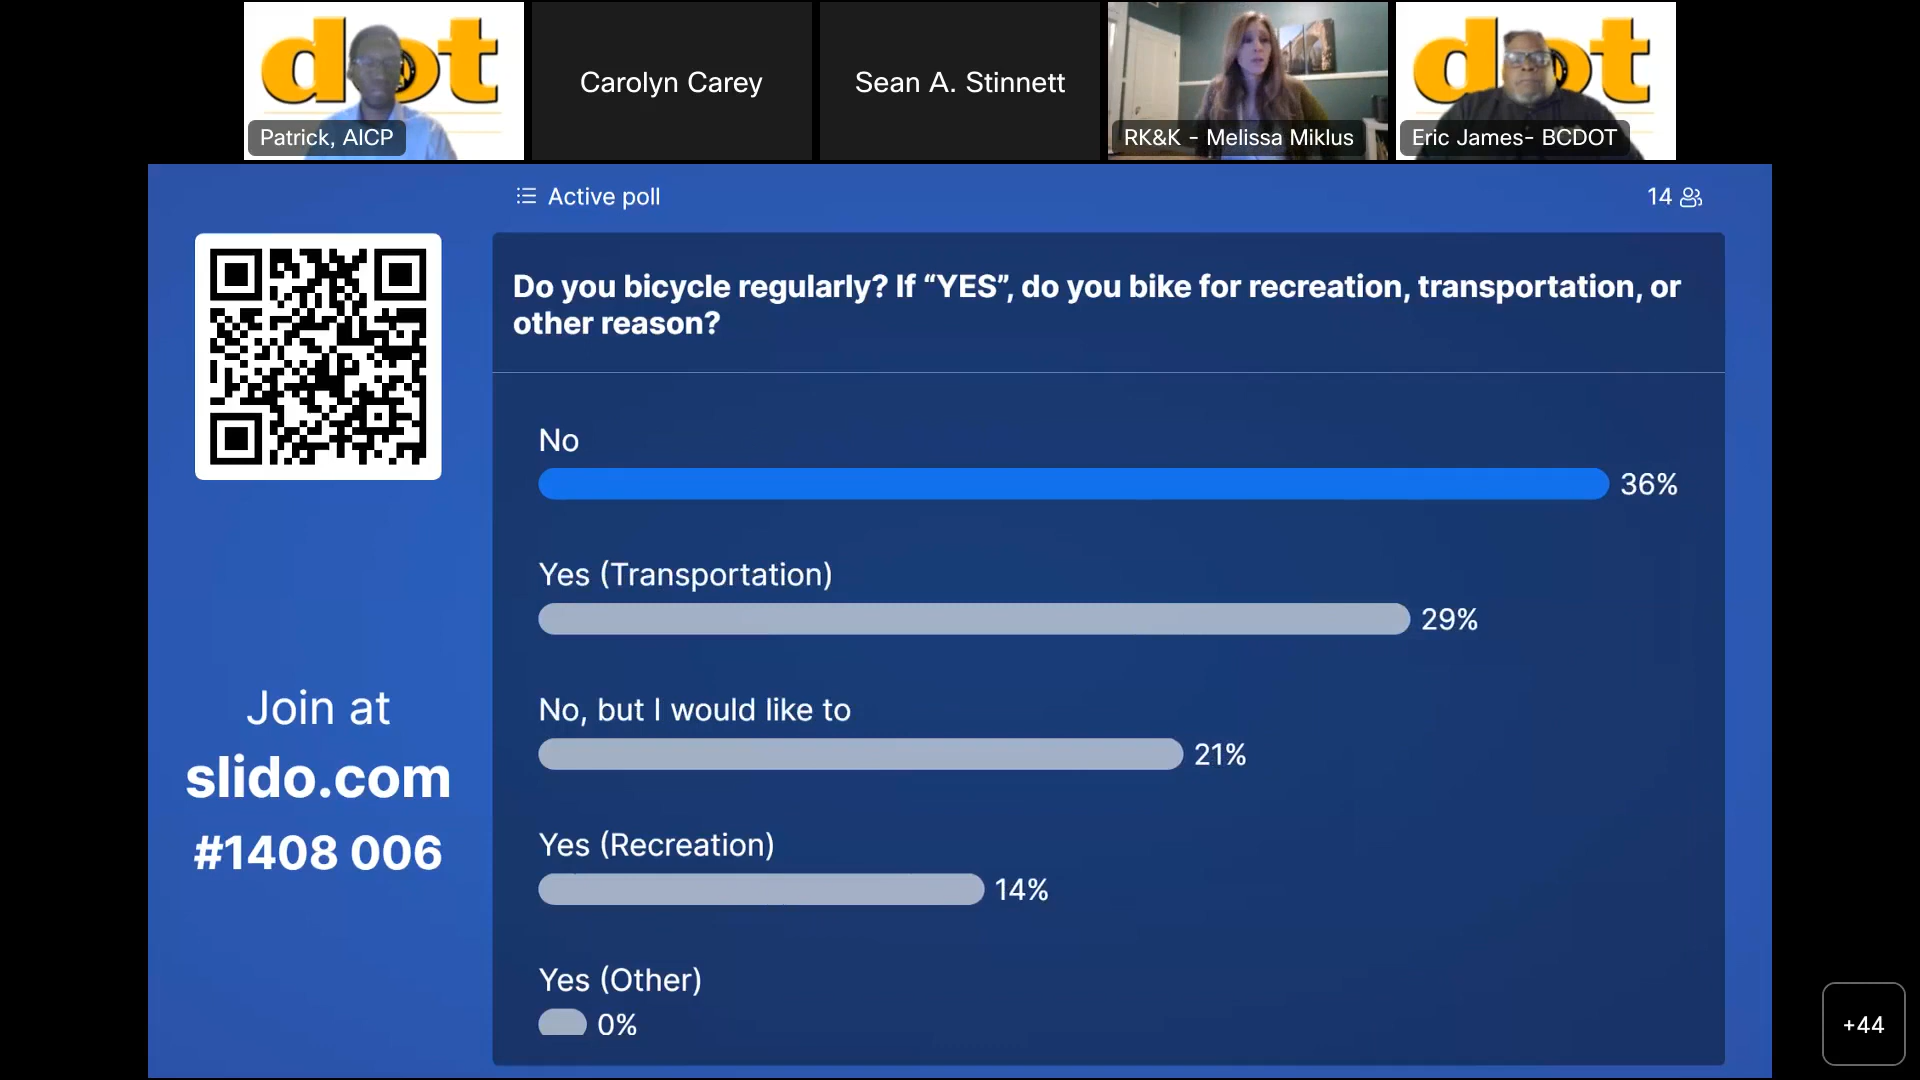 dot
Patrick, AICP
Carolyn Carey
Sean A. Stinnett
RK&K - Melissa Miklus
dot
Eric James- BCDOT
Active poll
14
Do you bicycle regularly? If “YES”, do you bike for recreation, transportation, or
other reason?
No
36%
Yes (Transportation)
29%
No, but I would like to
21%
Yes (Recreation)
14%
Yes (Other)
0%
Join at
slido.com
#1408 006
+44